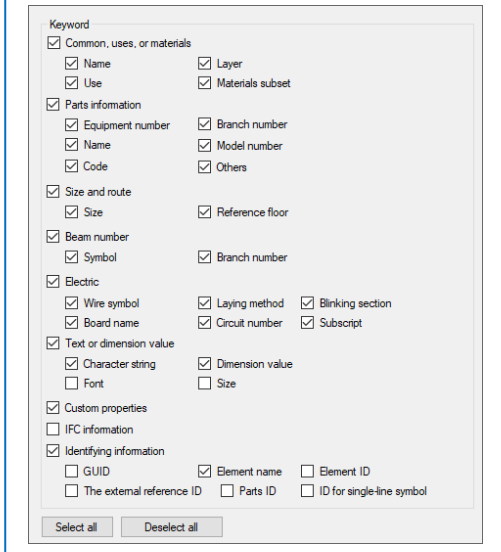 Keyword
Common, uses, or materials
Name Layer
Use Materials subset
Parts information
Equipment number Branch number
Name Model number
Code Others
Size and route
Size Reference floor
Beam number
Symbol Branch number
Electric
Wire symbol Laying method Blinking section
Board name Circuit number Subscript
Text or dimension value
Character string Dimension value
Font Size
Custom properties
IFC information
Identifying information
GUID Element name Element ID
The external reference ID Parts ID ID for single-line symbol
Select all Deselect all